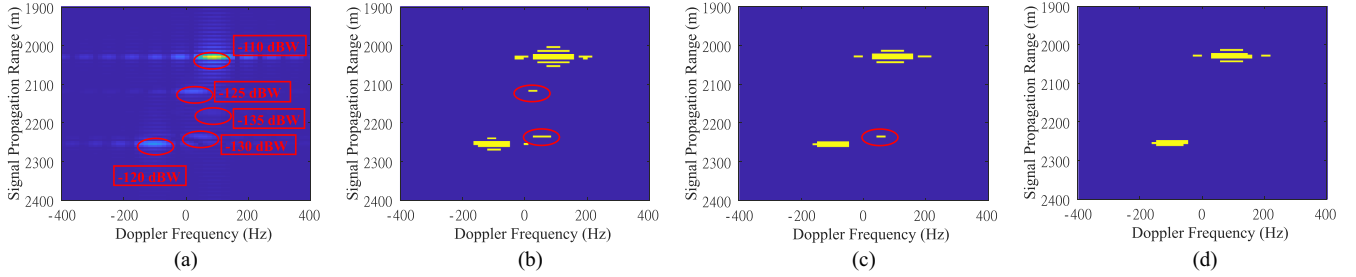 Signal Propagation Range (m)
1900
2000
2100
2200
2300
2400
-110 dBW
-125 dBW
-135 dBW
-130 dBW
-120 dBW
-400 -200 0 200 400
Doppler Frequency (Hz)
(a)
Signal Propagation Range (m)
1900
2000
2100
2200
2300
2400
-400 -200 0 200 400
Doppler Frequency (Hz)
(b)
Signal Propagation Range (m)
1900
2000
2100
2200
2300
2400
-400 -200 0 200 400
Doppler Frequency (Hz)
(c)
Signal Propagation Range (m)
1900
2000
2100
2200
2300
2400
-400 -200 0 200 400
Doppler Frequency (Hz)
(d)